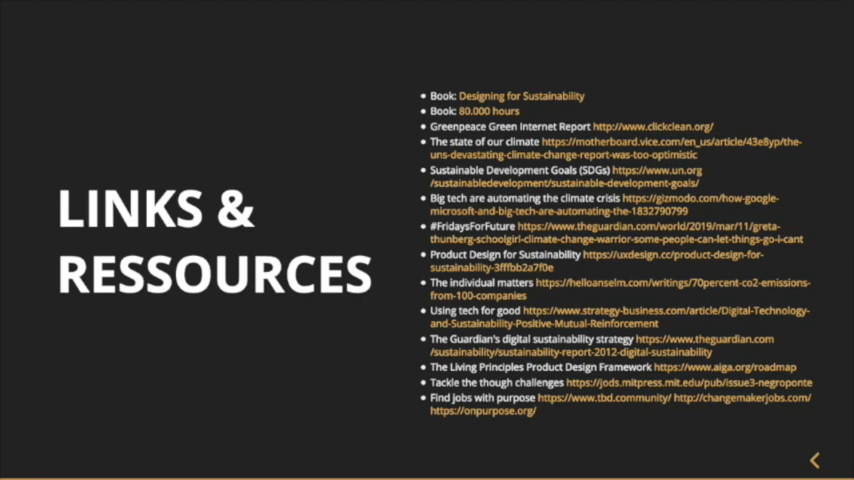 LINKS &
RESSOURCES
• Book: Designing for Sustainability
• Book: 80.000 hours
• Greenpeace Green Internet Report http://www.clickclean.org/
• The state of our climate https://motherboard.vice.com/en_us/article/43e8yp/the-
uns-devastating-climate-change-report-was-too-optimistic
• Sustainable Development Goals (SDGs) https://www.un.org
/sustainabledevelopment/sustainable-development-goals/
• Big tech are automating the climate crisis https://gizmodo.com/how-google-
microsoft-and-big-tech-are-automating-the-1832790799
• #FridaysForFuture https://www.theguardian.com/world/2019/mar/11/greta-
thunberg-schoolgirl-climate-change-warrior-some-people-can-let-things-go-i-cant
• Product Design for Sustainability https://uxdesign.cc/product-design-for-
sustainability-3fffbb2a7f0e
• The individual matters https://helloanselm.com/writings/70percent-co2-emissions-
from-100-companies
• Using tech for good https://www.strategy-business.com/article/Digital-Technology-
and-Sustainability-Positive-Mutual-Reinforcement
• The Guardian's digital sustainability strategy https://www.theguardian.com
/sustainability/sustainability-report-2012-digital-sustainability
• The Living Principles Product Design Framework https://www.aiga.org/roadmap
• Tackle the though challenges https://jods.mitpress.mit.edu/pub/issue3-negroponte
• Find jobs with purpose https://www.tbd.community/ http://changemakerjobs.com/
https://onpurpose.org/